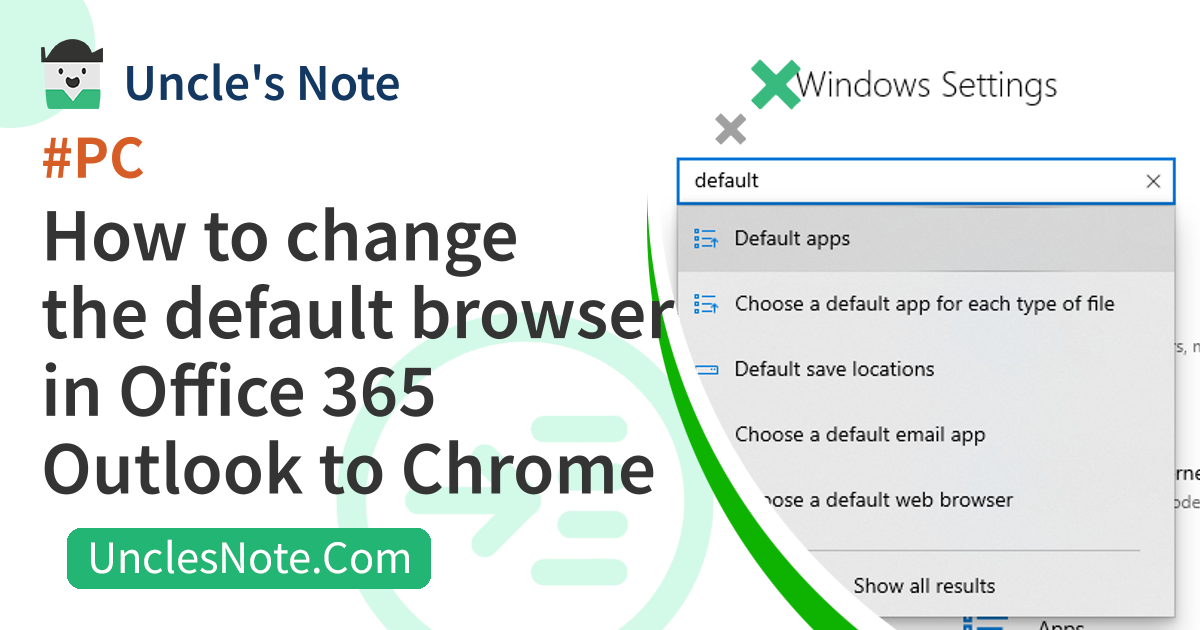 Uncle's Note
#PC
How to change
the default browser
in Office 365
Outlook to Chrome
UnclesNote.Com
Windows Settings
default
Default apps
Choose a default app for each type of file
Default save locations
Choose a default email app
oose a default web browser
Show all results
Apps